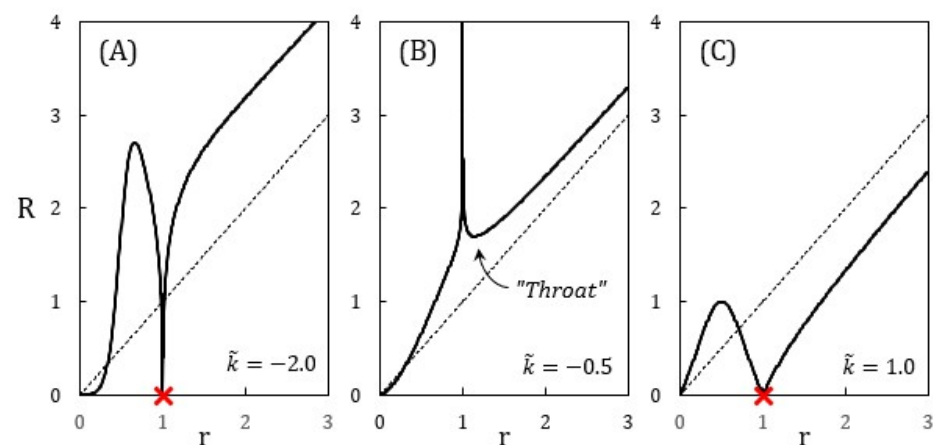 (A)
4
3
2
1
0
R
0 1 2 3
r
k̃ = −2.0
(B)
4
3
2
1
0
0 1 2 3
r
"Throat"
k̃ = −0.5
(C)
4
3
2
1
0
0 1 2 3
r
k̃ = 1.0